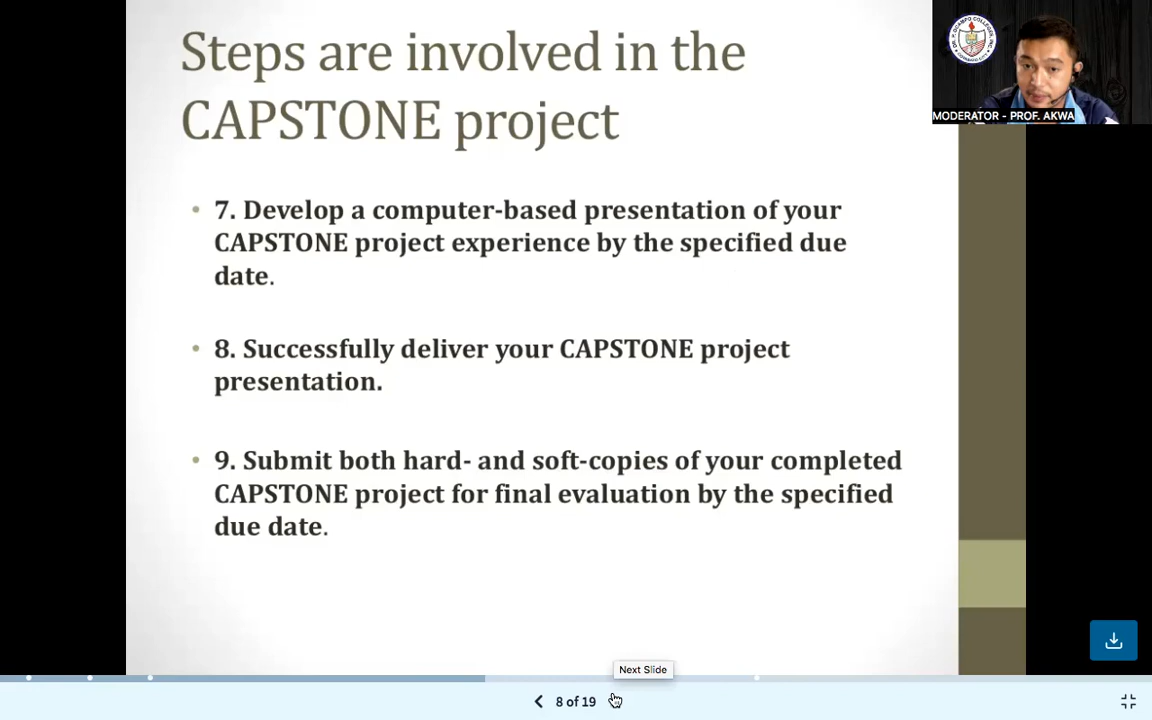 Steps are involved in the
CAPSTONE project
MODERATOR - PROF. AKWA
• 7. Develop a computer-based presentation of your
CAPSTONE project experience by the specified due
date.
• 8. Successfully deliver your CAPSTONE project
presentation.
• 9. Submit both hard- and soft-copies of your completed
CAPSTONE project for final evaluation by the specified
due date.
Next Slide
8 of 19